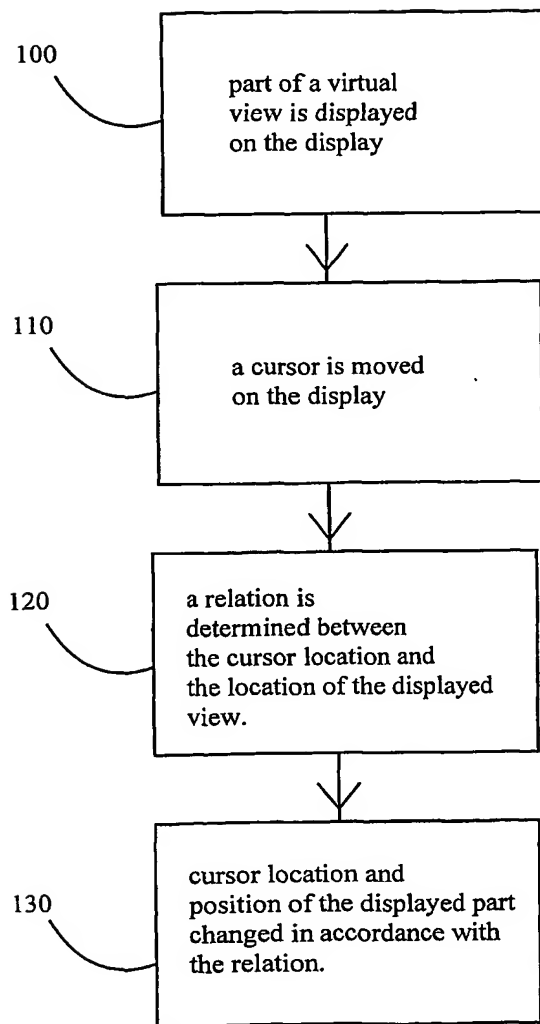 100
part of a virtual
view is displayed
on the display
110
a cursor is moved
on the display
120
a relation is
determined between
the cursor location and
the location of the displayed
view.
130
cursor location and
position of the displayed part
changed in accordance with
the relation.